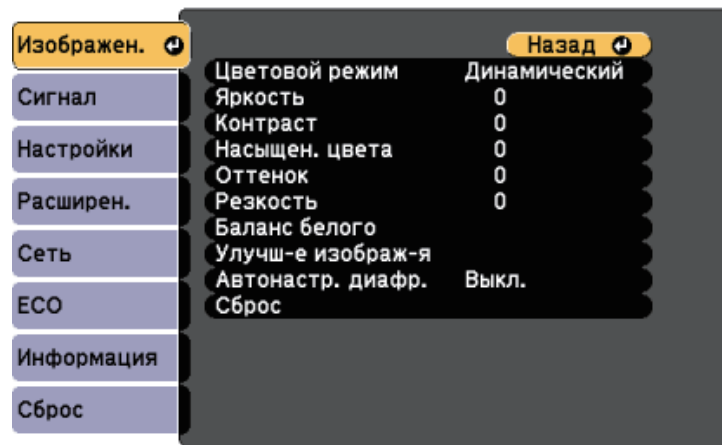 Изображен.
Сигнал
Настройки
Расширен.
Сеть
ECO
Информация
Сброс
Назад
Цветовой режим Динамический
Яркость 0
Контраст 0
Насыщен. цвета 0
Оттенок 0
Резкость 0
Баланс белого
Улучш-е изображ-я
Автонастр. диафр. Выкл.
Сброс